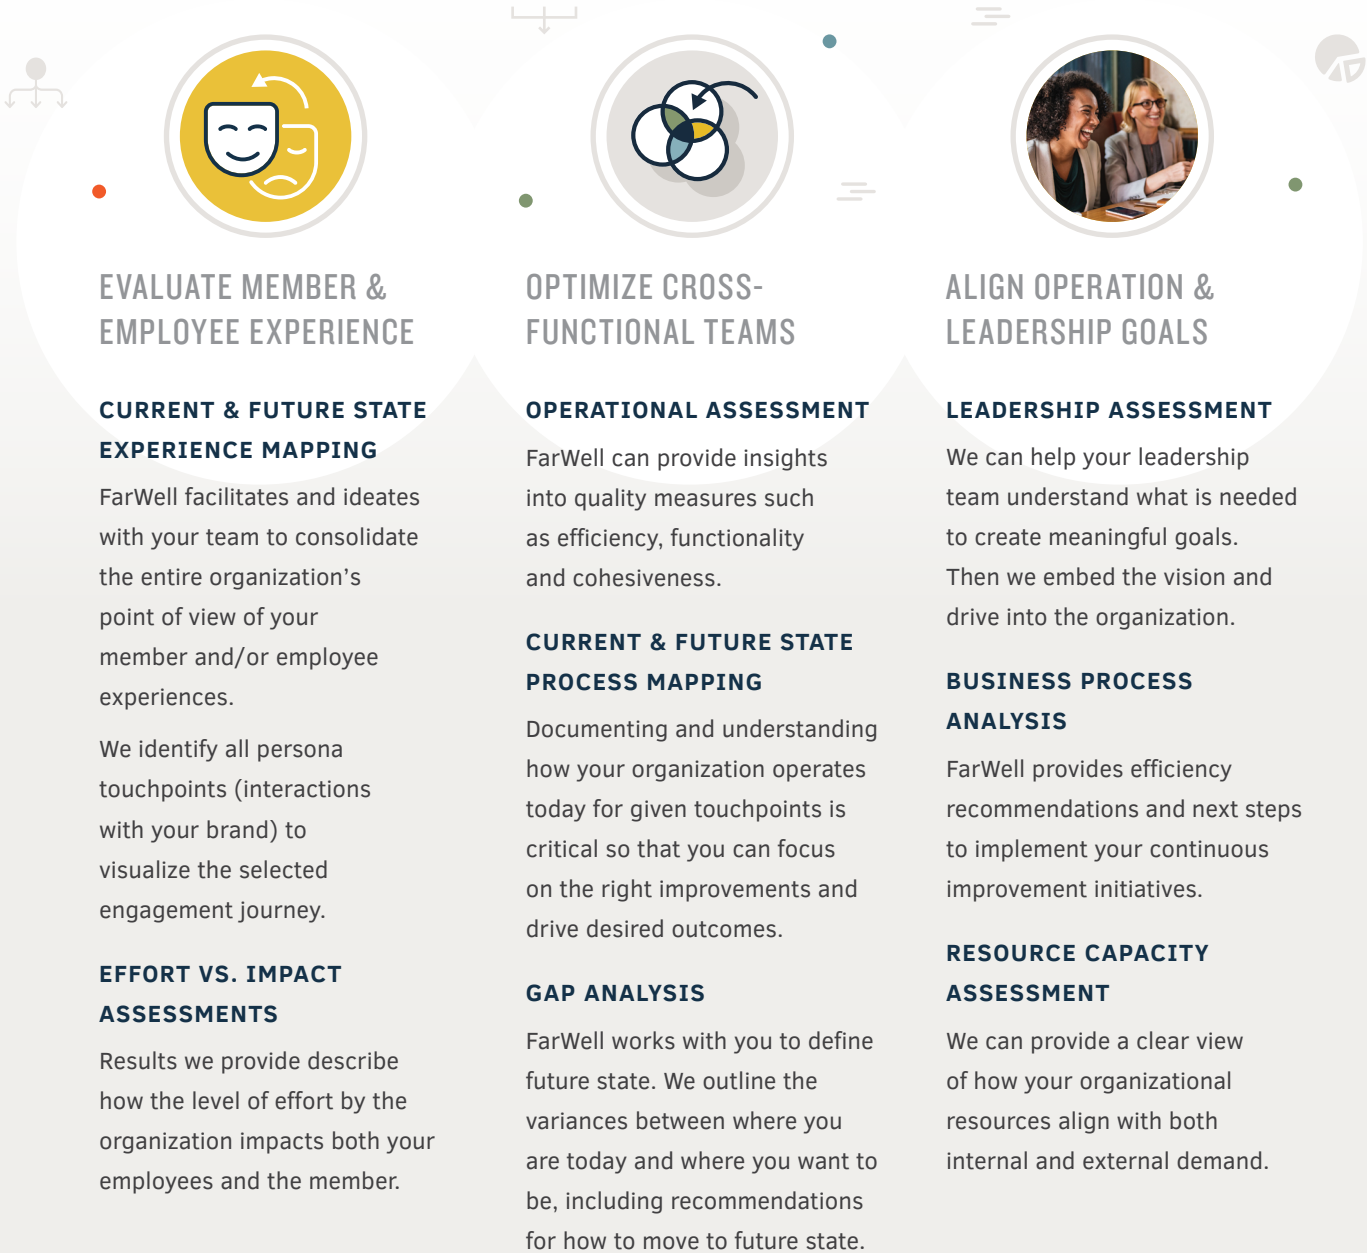 EVALUATE MEMBER &
EMPLOYEE EXPERIENCE
CURRENT & FUTURE STATE
EXPERIENCE MAPPING
FarWell facilitates and ideates
with your team to consolidate
the entire organization’s
point of view of your
member and/or employee
experiences.
We identify all persona
touchpoints (interactions
with your brand) to
visualize the selected
engagement journey.
EFFORT VS. IMPACT
ASSESSMENTS
Results we provide describe
how the level of effort by the
organization impacts both your
employees and the member.
OPTIMIZE CROSS-
FUNCTIONAL TEAMS
OPERATIONAL ASSESSMENT
FarWell can provide insights
into quality measures such
as efficiency, functionality
and cohesiveness.
CURRENT & FUTURE STATE
PROCESS MAPPING
Documenting and understanding
how your organization operates
today for given touchpoints is
critical so that you can focus
on the right improvements and
drive desired outcomes.
GAP ANALYSIS
FarWell works with you to define
future state. We outline the
variances between where you
are today and where you want to
be, including recommendations
for how to move to future state.
ALIGN OPERATION &
LEADERSHIP GOALS
LEADERSHIP ASSESSMENT
We can help your leadership
team understand what is needed
to create meaningful goals.
Then we embed the vision and
drive into the organization.
BUSINESS PROCESS
ANALYSIS
FarWell provides efficiency
recommendations and next steps
to implement your continuous
improvement initiatives.
RESOURCE CAPACITY
ASSESSMENT
We can provide a clear view
of how your organizational
resources align with both
internal and external demand.